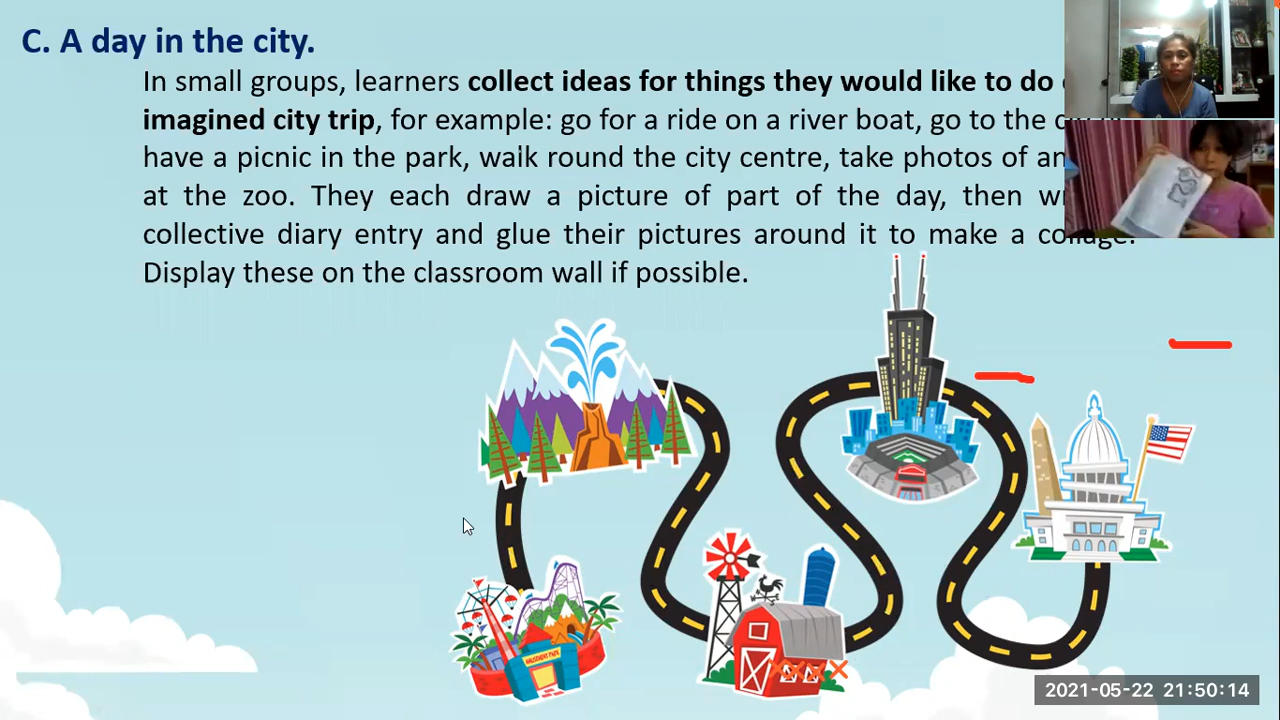 C. A day in the city.
In small groups, learners collect ideas for things they would like to do
imagined city trip, for example: go for a ride on a river boat, go to the
have a picnic in the park, walk round the city centre, take photos of
at the zoo. They each draw a picture of part of the day, then
collective diary entry and glue their pictures around it to make a collage.
Display these on the classroom wall if possible.
AMUSEMENT PARK
2021-05-22 21:50:14